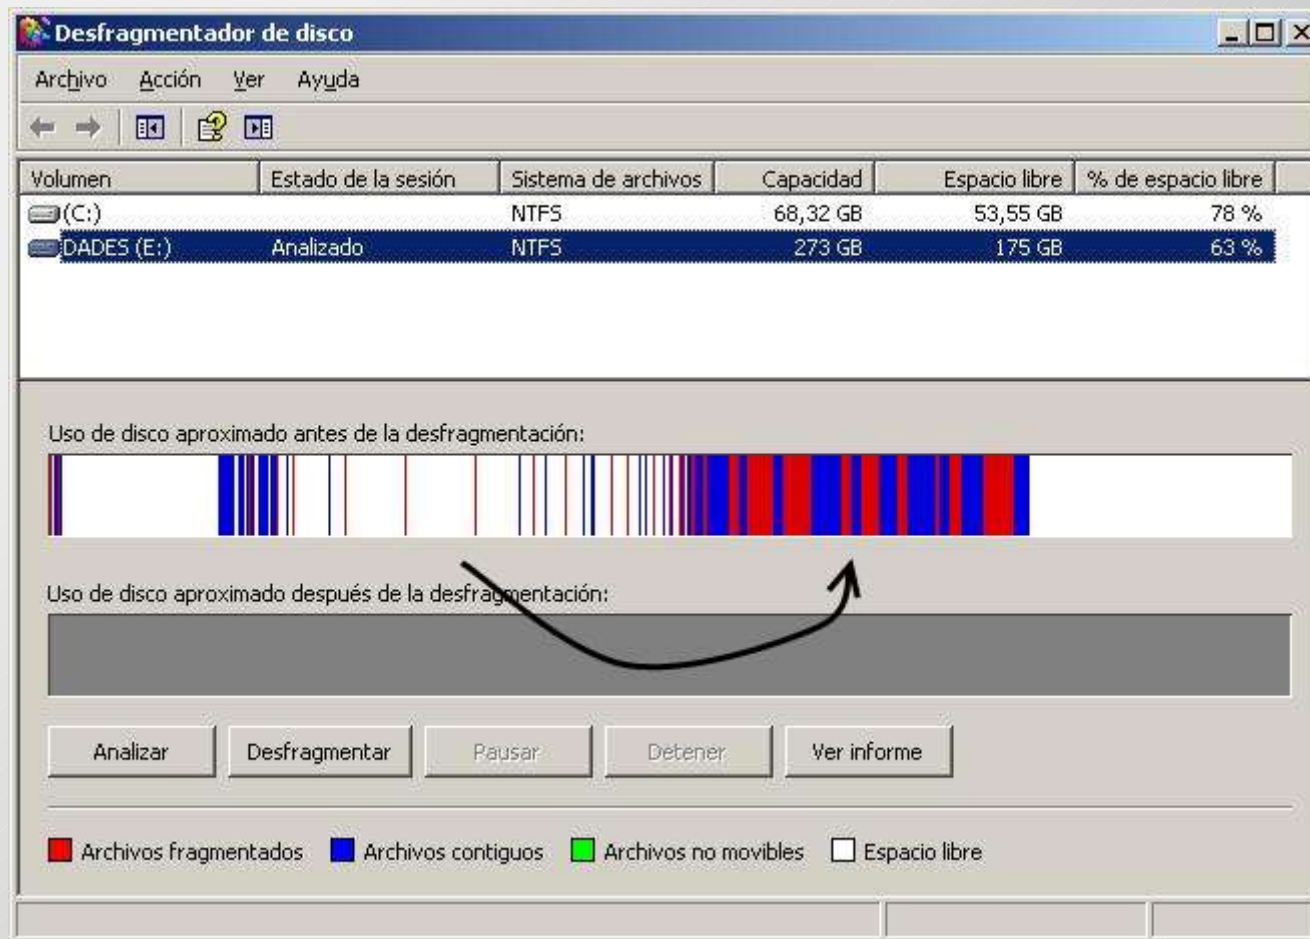 Desfragmentador de disco
Archivo Acción Ver Ayuda
Volumen Estado de la sesión Sistema de archivos Capacidad Espacio libre % de espacio libre
(C:) NTFS 68,32 GB 53,55 GB 78 %
DADES (E:) Analizado NTFS 273 GB 175 GB 63 %
Uso de disco aproximado antes de la desfragmentación:
Uso de disco aproximado después de la desfragmentación:
Analizar Desfragmentar Pausar Detener Ver informe
Archivos fragmentados Archivos contiguos Archivos no movibles Espacio libre